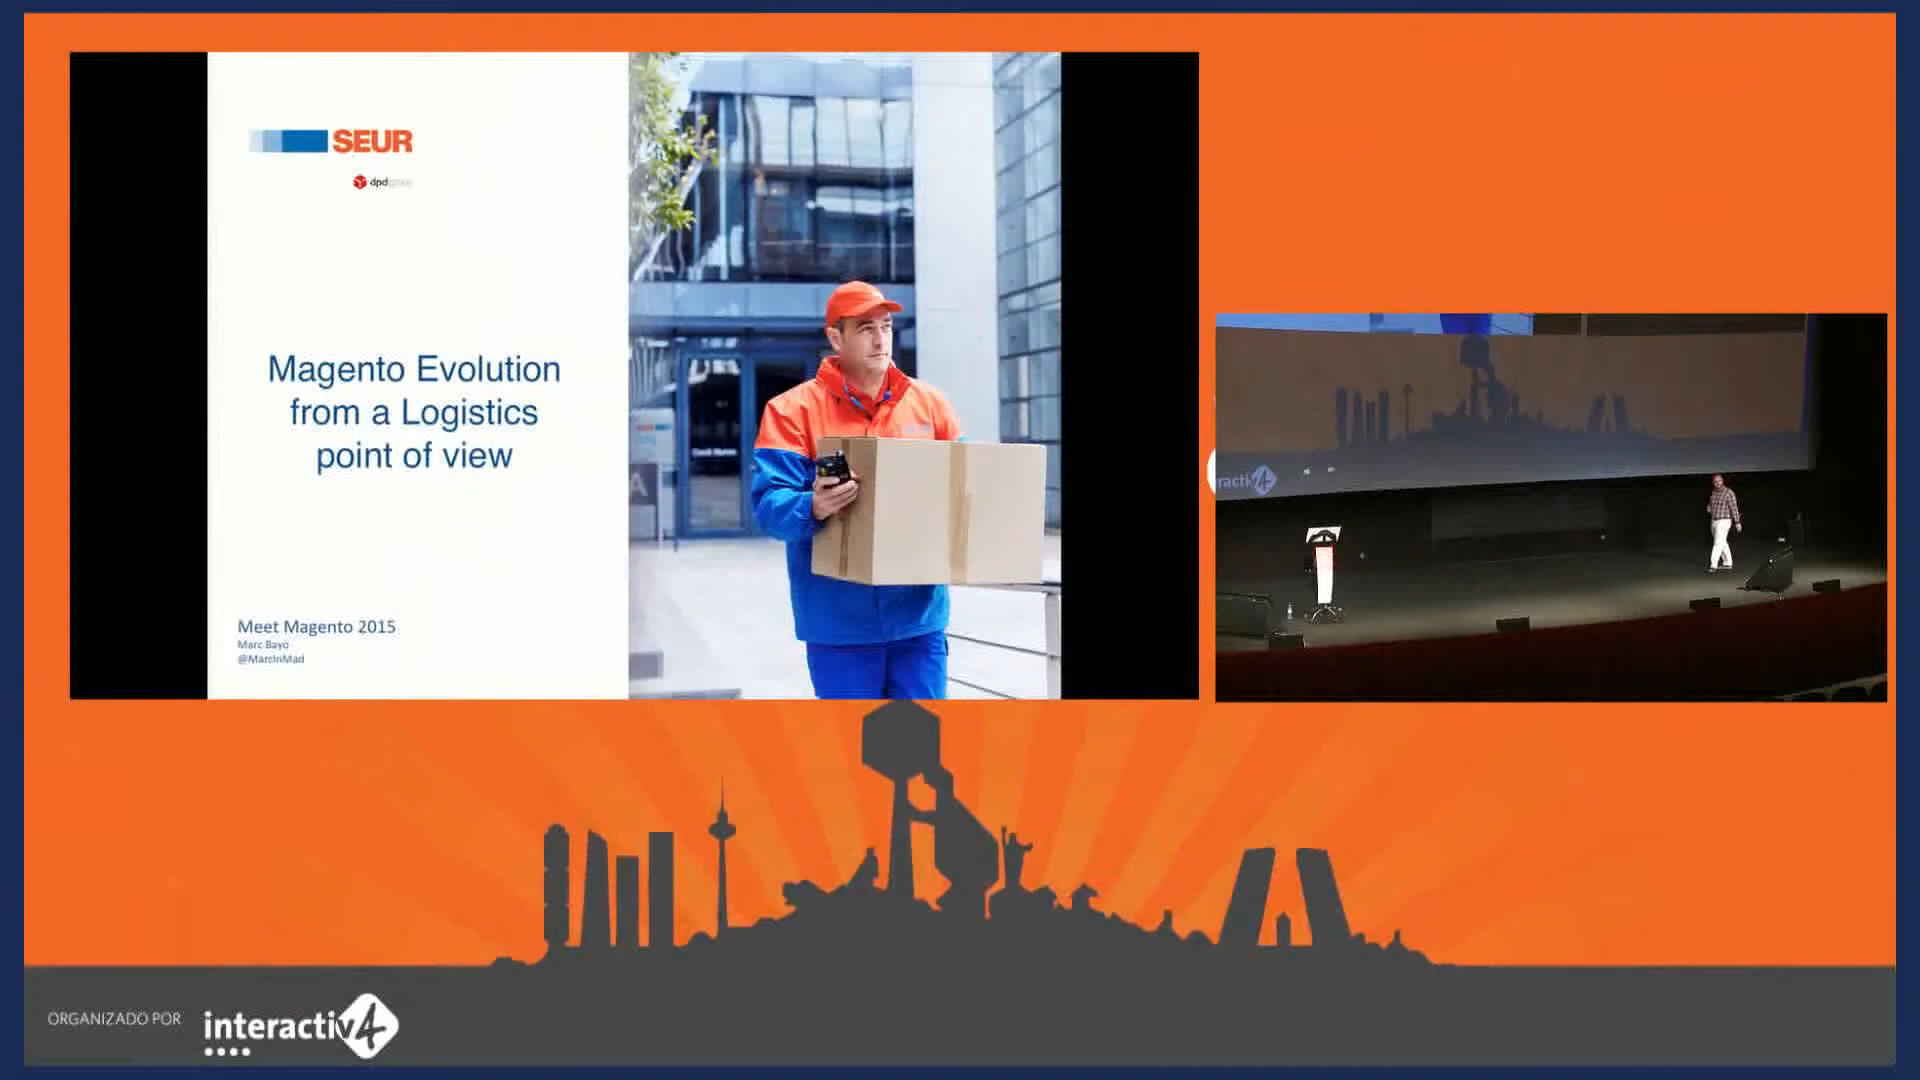 SEUR
dpdgroup
Magento Evolution
from a Logistics
point of view
Meet Magento 2015
Marc Bayo
@MarcInMad
A
ractiv4
ORGANIZADO POR
interactiv4